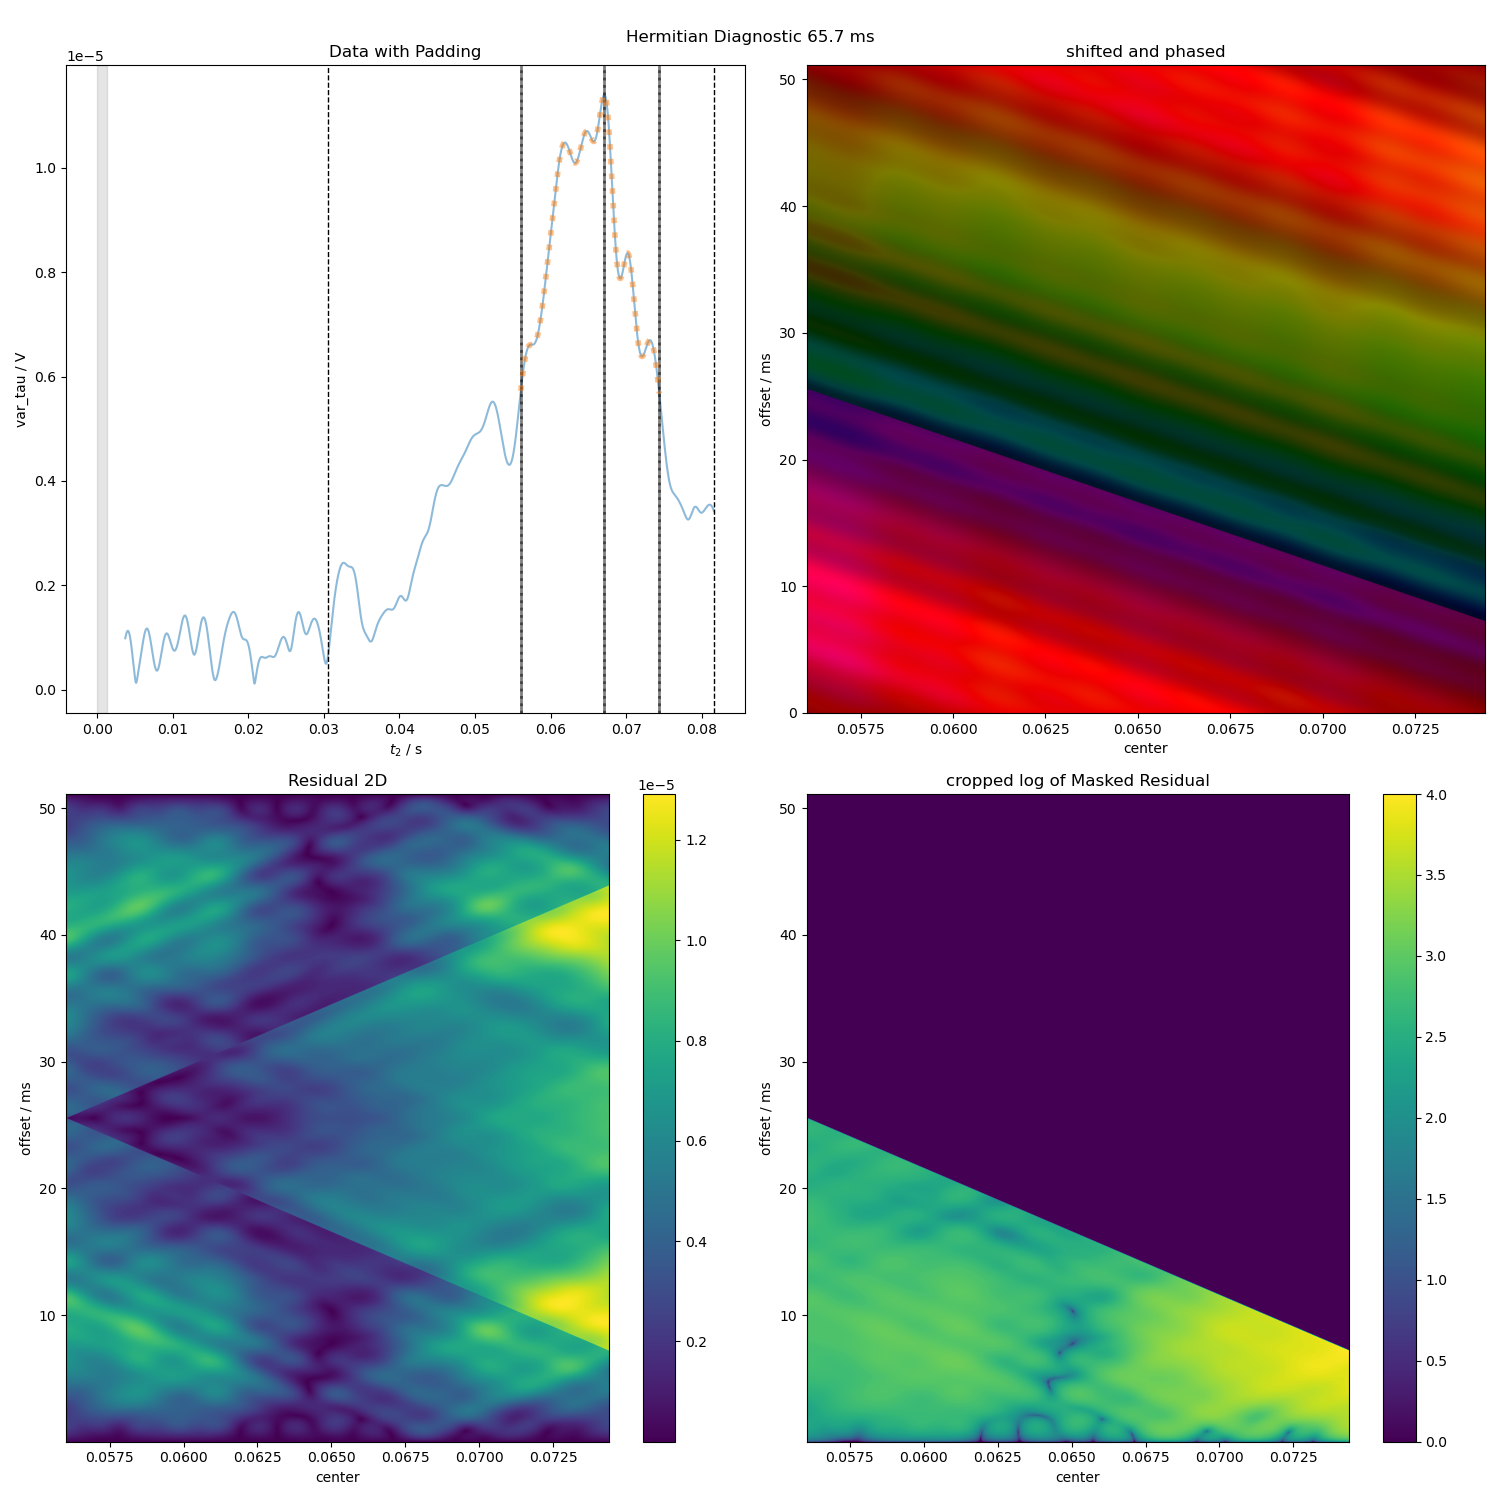 Hermitian Diagnostic 65.7 ms
Data with Padding
1e−5
var_tau / V
1.0
0.8
0.6
0.4
0.2
0.0
0.00 0.01 0.02 0.03 0.04 0.05 0.06 0.07 0.08
t2 / s
shifted and phased
offset / ms
50
40
30
20
10
0
0.0575 0.0600 0.0625 0.0650 0.0675 0.0700 0.0725
center
Residual 2D
offset / ms
50
40
30
20
10
0.0575 0.0600 0.0625 0.0650 0.0675 0.0700 0.0725
center
1e−5
1.2
1.0
0.8
0.6
0.4
0.2
cropped log of Masked Residual
offset / ms
50
40
30
20
10
0.0575 0.0600 0.0625 0.0650 0.0675 0.0700 0.0725
center
4.0
3.5
3.0
2.5
2.0
1.5
1.0
0.5
0.0